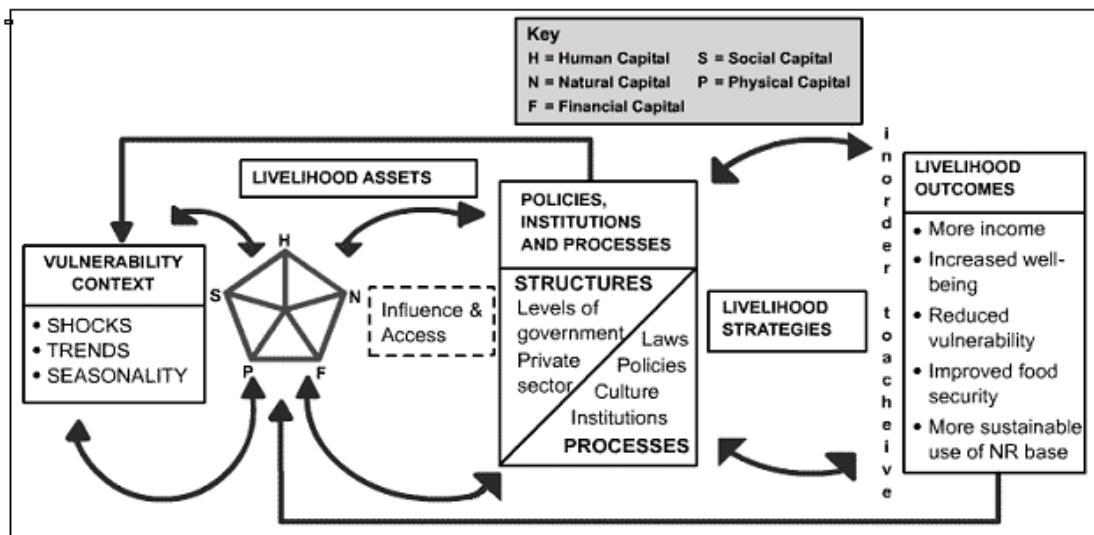 Key
H = Human Capital S = Social Capital
N = Natural Capital P = Physical Capital
F = Financial Capital
LIVELIHOOD ASSETS
VULNERABILITY
CONTEXT
• SHOCKS
• TRENDS
• SEASONALITY
H
S
N
P
F
Influence &
Access
POLICIES,
INSTITUTIONS
AND PROCESSES
STRUCTURES
Levels of
government
Private
sector
Laws
Policies
Culture
Institutions
PROCESSES
LIVELIHOOD
STRATEGIES
inorder toacheive
LIVELIHOOD
OUTCOMES
• More income
• Increased well-
being
• Reduced
vulnerability
• Improved food
security
• More sustainable
use of NR base